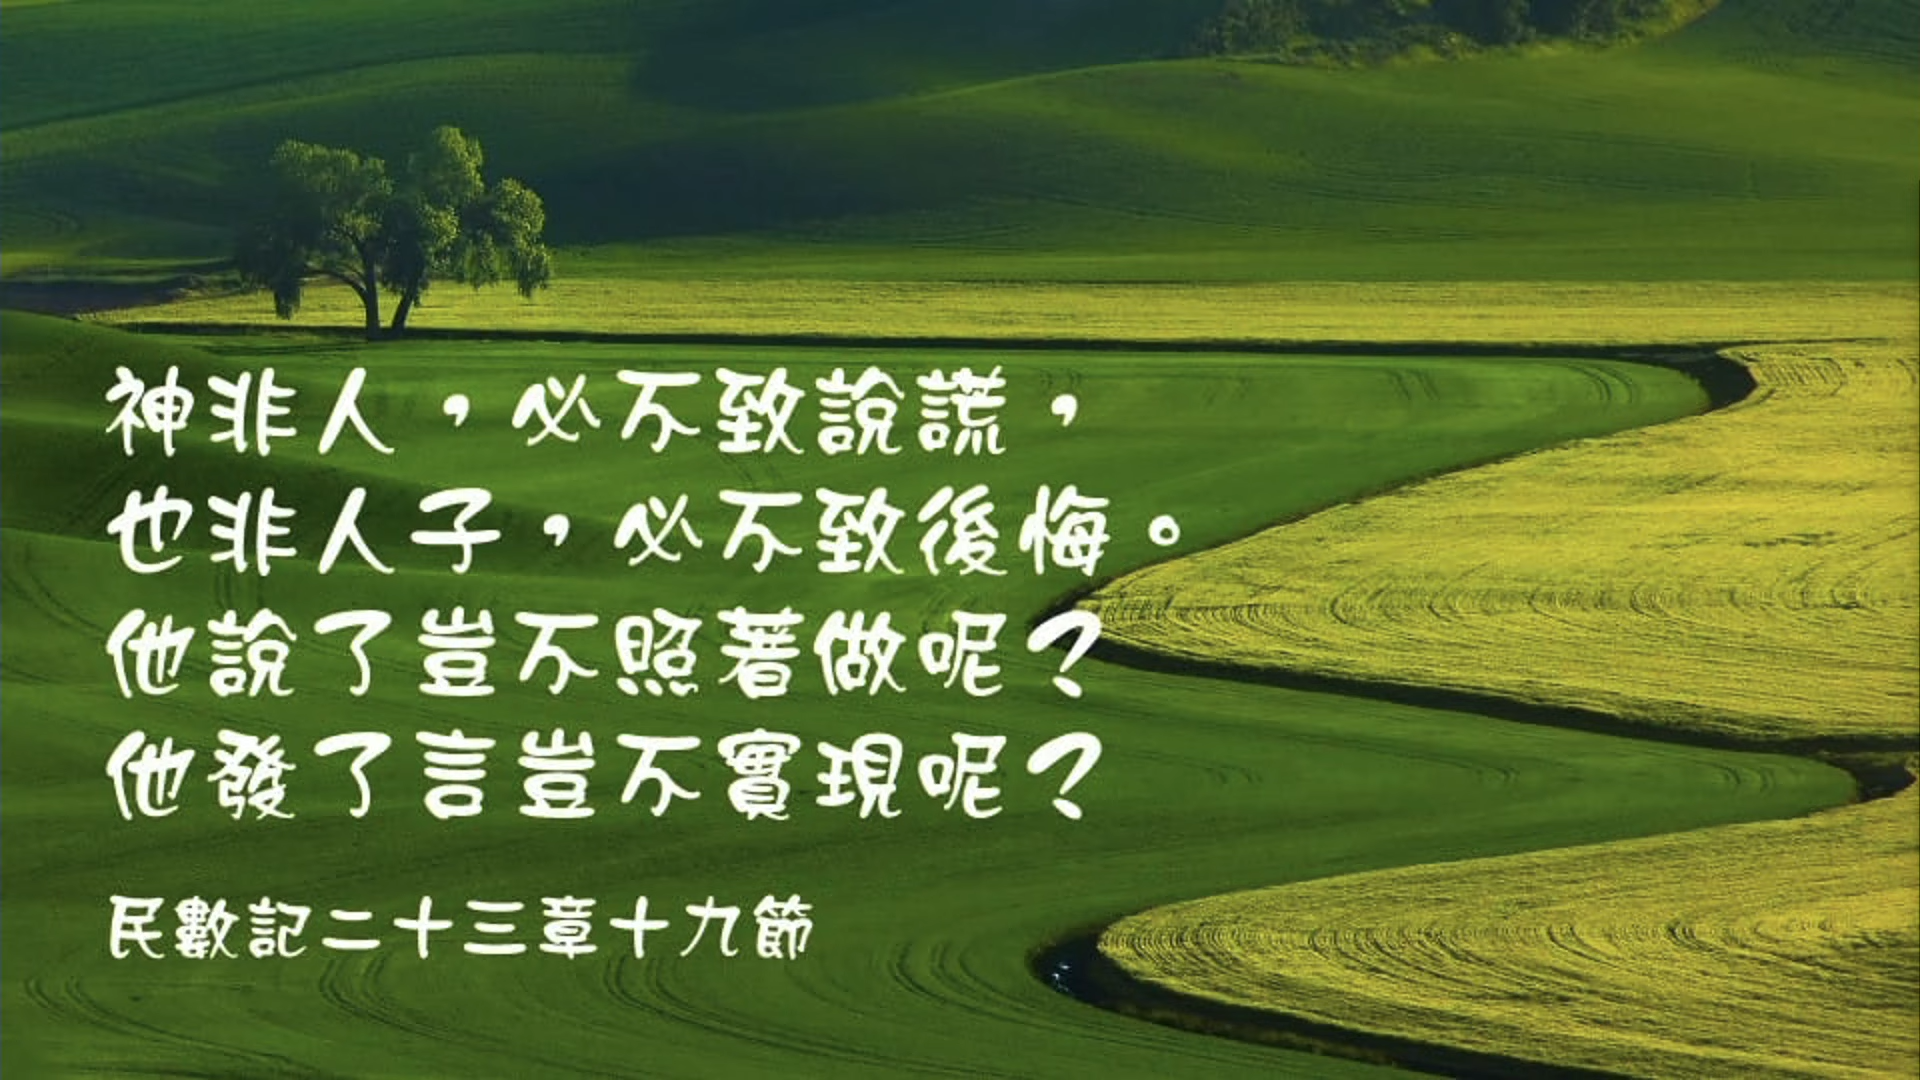 神非人，必不致說謊，
也非人子，必不致後悔。
他說了豈不照著做呢？
他發了言豈不實現呢？
民數記二十三章十九節